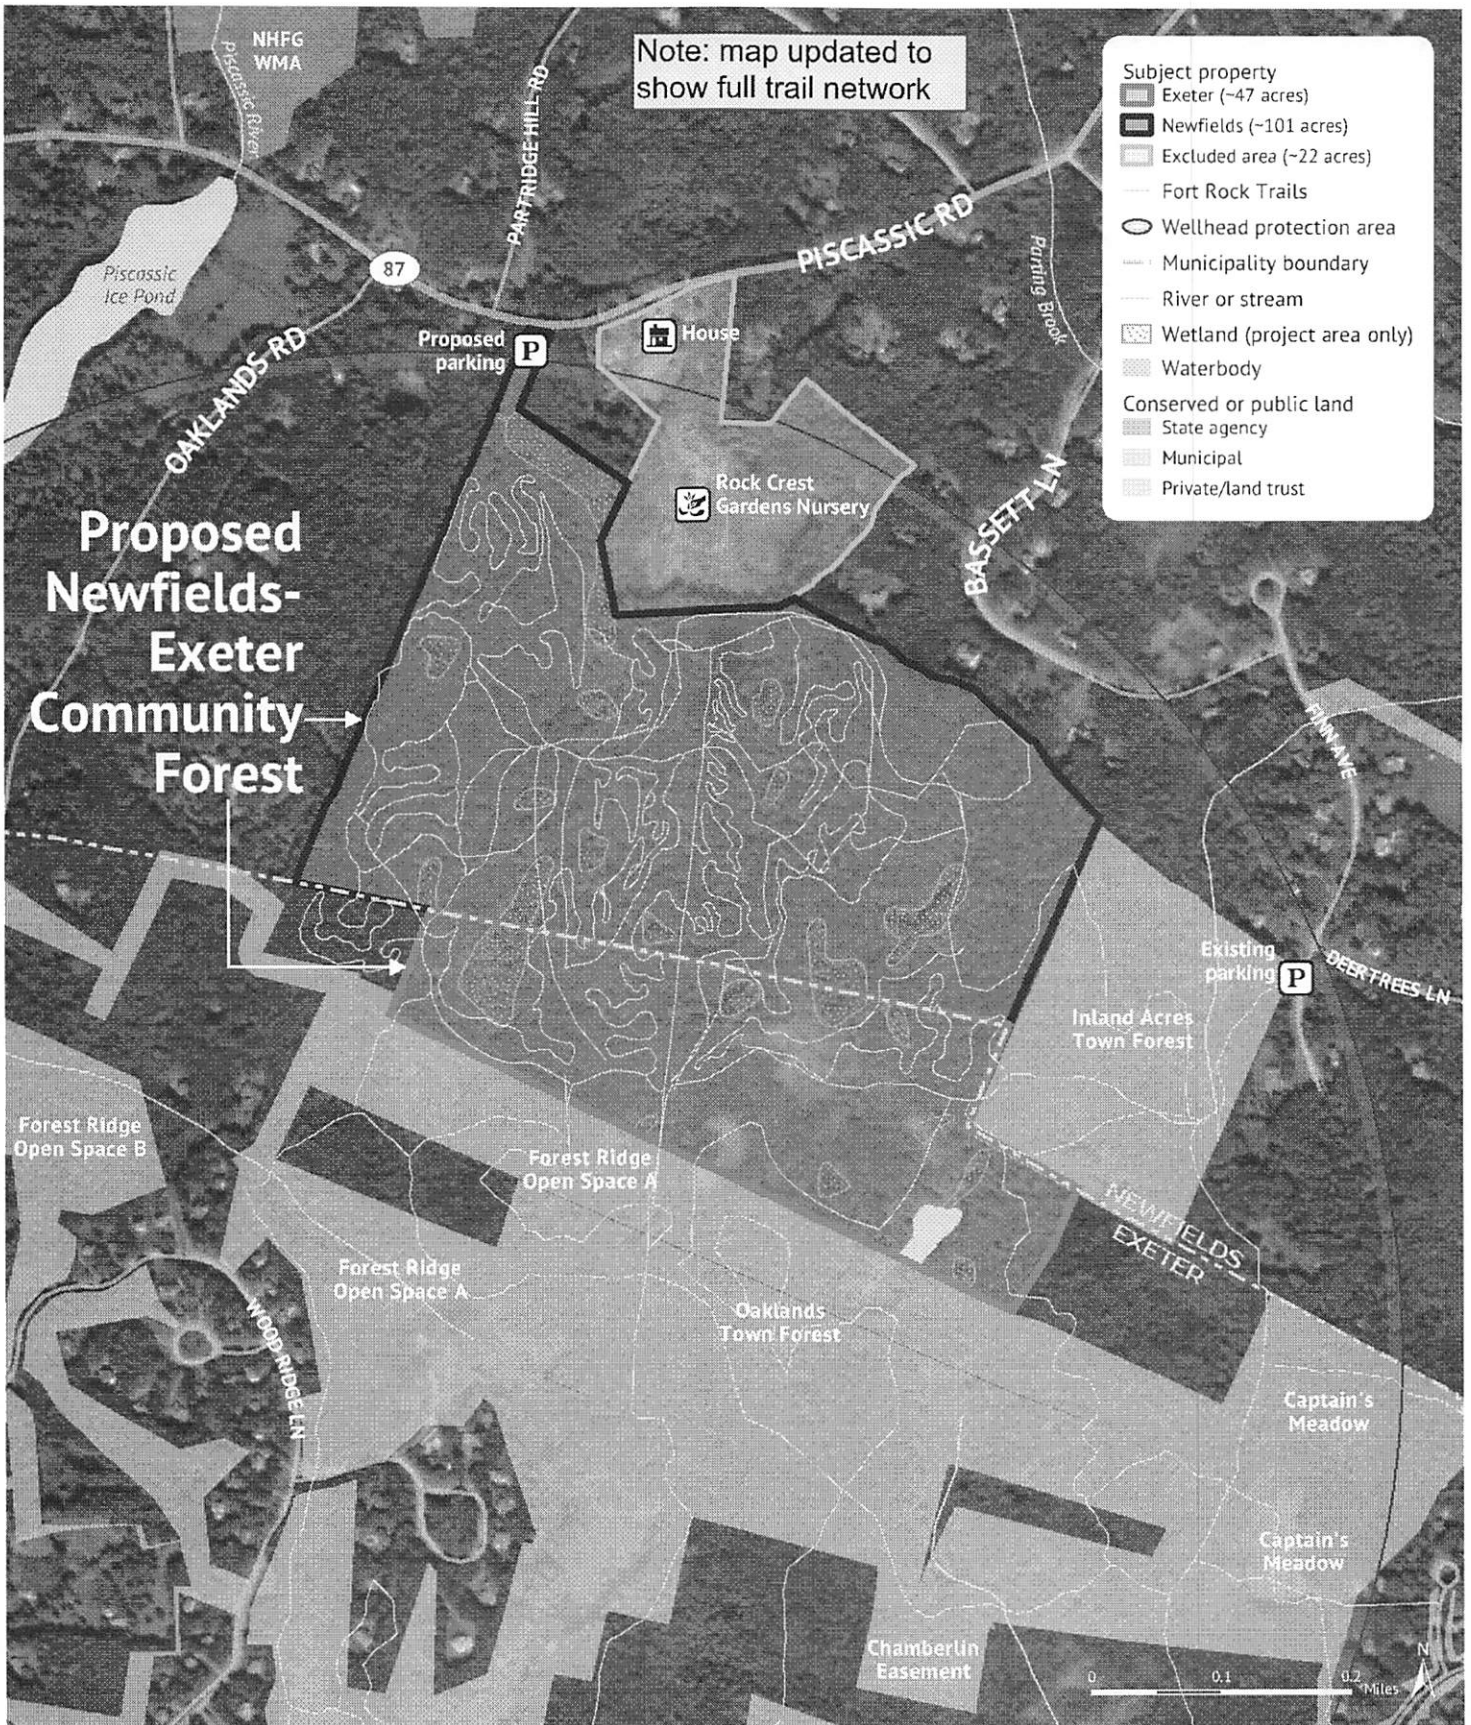 NHFG
WMA
Piscassic River
Note: map updated to
show full trail network
PARTRIDGE HILL RD
PISCASSIC RD
Parting Brook
Subject property
Exeter (~47 acres)
Newfields (~101 acres)
Excluded area (~22 acres)
Fort Rock Trails
Wellhead protection area
Municipality boundary
River or stream
Wetland (project area only)
Waterbody
Conserved or public land
State agency
Municipal
Private/land trust
Piscassic
Ice Pond
87
OAKLANDS RD
Proposed
parking
P
House
Rock Crest
Gardens Nursery
BASSETT LN
Proposed
Newfields-
Exeter
Community
Forest
FINN AVE
Existing
parking
P
DEERTREES LN
Inland Acres
Town Forest
Forest Ridge
Open Space B
Forest Ridge
Open Space A
NEWFIELDS
EXETER
Forest Ridge
Open Space A
Oaklands
Town Forest
WOOD RIDGE LN
Captain's
Meadow
Captain's
Meadow
Chamberlin
Easement
0 0.1 0.2
Miles
N